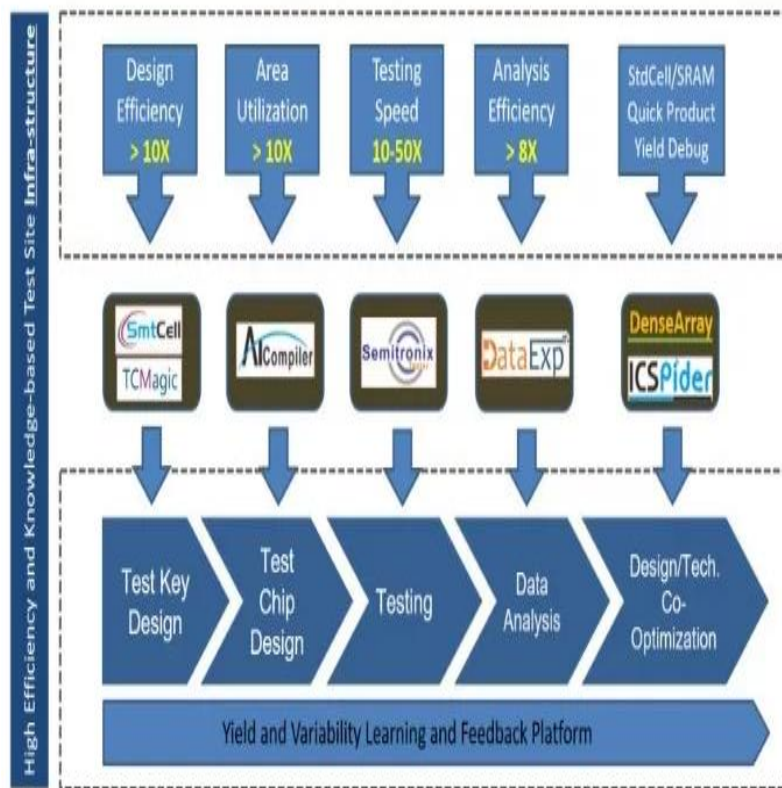 High Efficiency and Knowledge-based Test Site Infra-structure
Design
Efficiency
> 10X
Area
Utilization
> 10X
Testing
Speed
10-50X
Analysis
Efficiency
> 8X
StdCell/SRAM
Quick Product
Yield Debug
SmtCell
TCMagic
AICompiler
Semitronix
DataExp
DenseArray
ICSPider
Test Key
Design
Test
Chip
Design
Testing
Data
Analysis
Design/Tech.
Co-
Optimization
Yield and Variability Learning and Feedback Platform